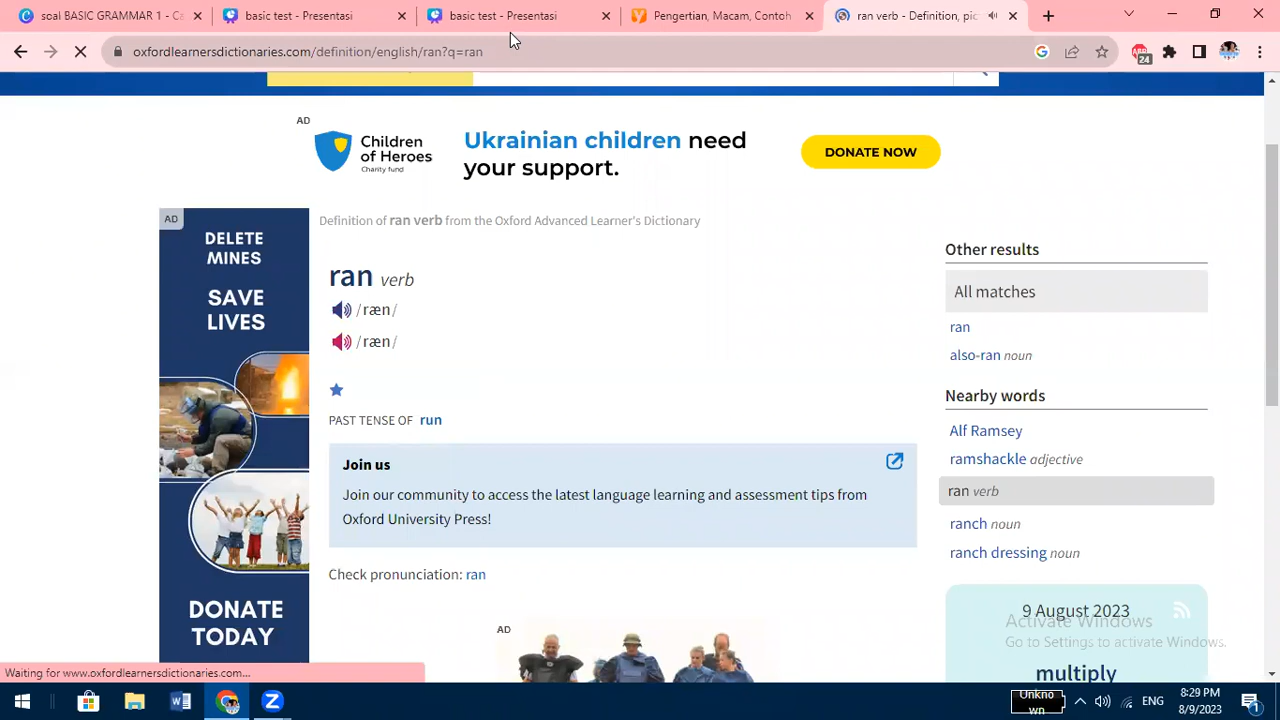 soal BASIC GRAMMAR 1 - Ca
basic test - Presentasi
basic test - Presentasi
Pengertian, Macam, Contoh
ran verb - Definition, pic
oxfordlearnersdictionaries.com/definition/english/ran?q=ran
24
AD
Children of Heroes
Charity fund
Ukrainian children need
your support.
DONATE NOW
AD
DELETE
MINES
SAVE
LIVES
DONATE
TODAY
Definition of ran verb from the Oxford Advanced Learner's Dictionary
ran verb
/ræn/
/ræn/
PAST TENSE OF run
Join us
Join our community to access the latest language learning and assessment tips from
Oxford University Press!
Check pronunciation: ran
AD
Other results
All matches
ran
also-ran noun
Nearby words
Alf Ramsey
ramshackle adjective
ran verb
ranch noun
ranch dressing noun
9 August 2023
multiply
Activate Windows
Go to Settings to activate Windows.
Waiting for www.oxfordlearnersdictionaries.com...
Unkno
wn
ENG
8:29 PM
8/9/2023
1